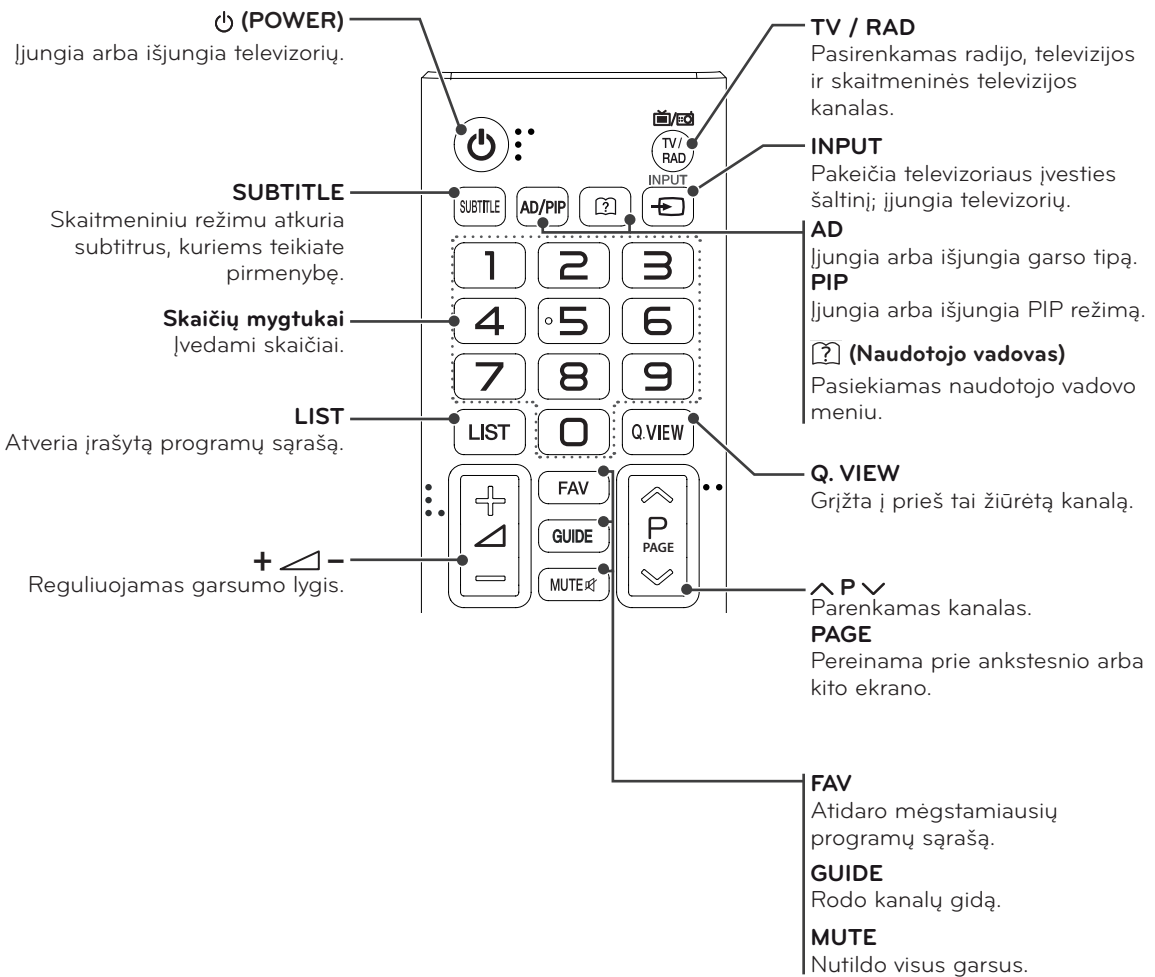 ⏻ (POWER)
Įjungia arba išjungia televizorių.
SUBTITLE
Skaitmeniniu režimu atkuria
subtitrus, kuriems teikiate
pirmenybę.
Skaičių mygtukai
Įvedami skaičiai.
LIST
Atveria įrašytą programų sąrašą.
+ −
Reguliuojamas garsumo lygis.
TV/
RAD
INPUT
SUBTITLE
AD/PIP
?
1 2 3
4 5 6
7 8 9
LIST 0 Q.VIEW
+
−
FAV
GUIDE
MUTE
P
PAGE
TV / RAD
Pasirenkamas radijo, televizijos
ir skaitmeninės televizijos
kanalas.
INPUT
Pakeičia televizoriaus įvesties
šaltinį; įjungia televizorių.
AD
Įjungia arba išjungia garso tipą.
PIP
Įjungia arba išjungia PIP režimą.
? (Naudotojo vadovas)
Pasiekiamas naudotojo vadovo
meniu.
Q. VIEW
Grįžta į prieš tai žiūrėtą kanalą.
P
Parenkamas kanalas.
PAGE
Pereinama prie ankstesnio arba
kito ekrano.
FAV
Atidaro mėgstamiausių
programų sąrašą.
GUIDE
Rodo kanalų gidą.
MUTE
Nutildo visus garsus.